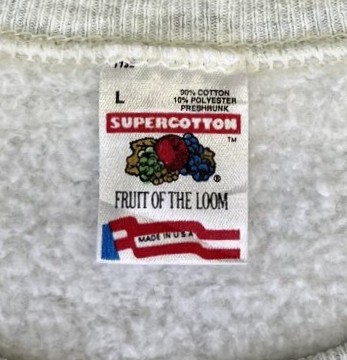 L
90% COTTON
10% POLYESTER
PRESHRUNK
SUPERCOTTON
TM
®
FRUIT OF THE LOOM
MADE IN U.S.A